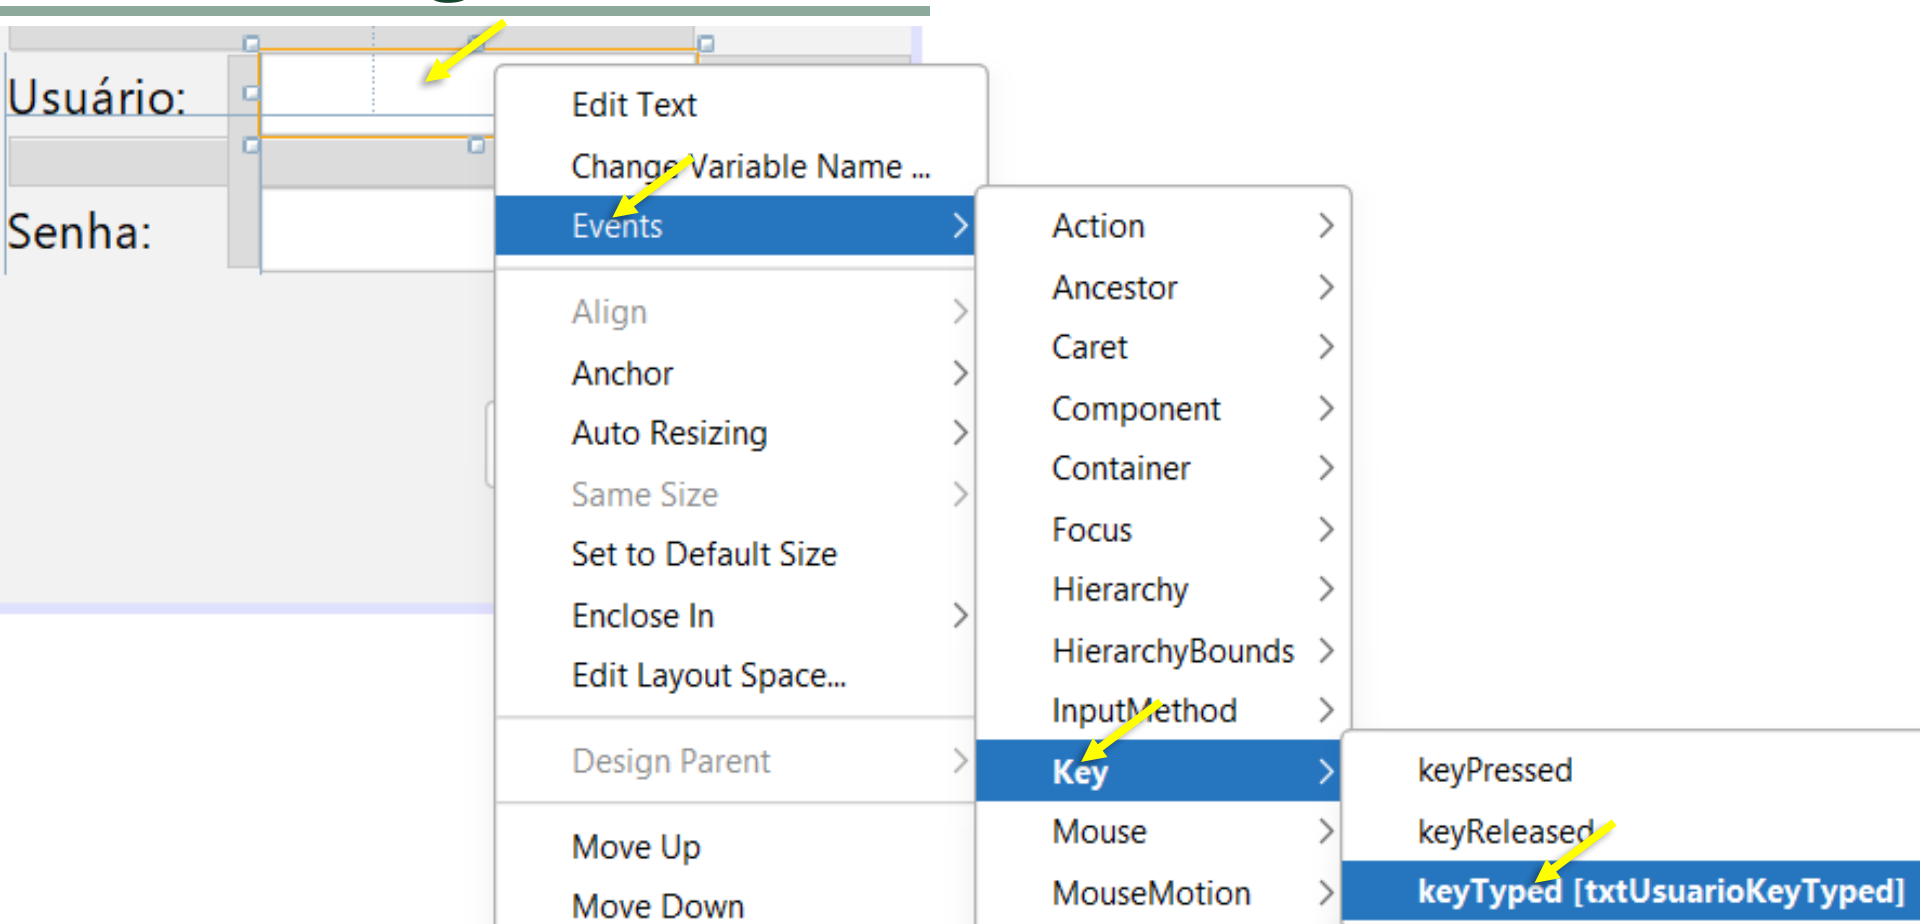 Usuário:
Senha:
Edit Text
Change Variable Name ...
Events
Align
Anchor
Auto Resizing
Same Size
Set to Default Size
Enclose In
Edit Layout Space...
Design Parent
Move Up
Move Down
Action
Ancestor
Caret
Component
Container
Focus
Hierarchy
HierarchyBounds
InputMethod
Key
Mouse
MouseMotion
keyPressed
keyReleased
keyTyped [txtUsuarioKeyTyped]